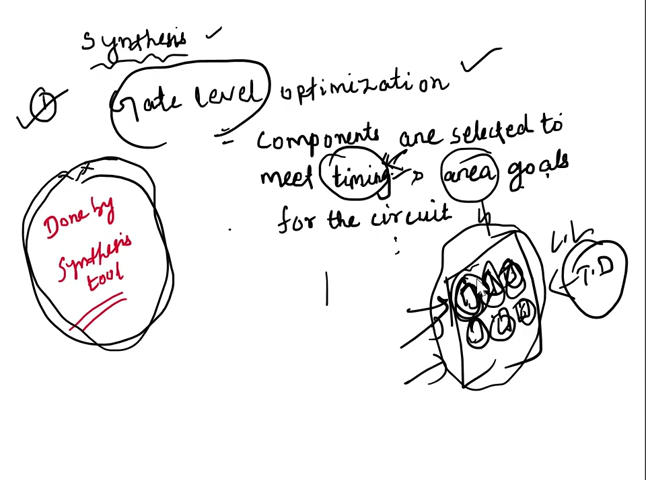 Synthesis
① Gate level optimization
components are selected to
meet timing, area goals
for the circuit
Done by
synthesis
tool
T.D